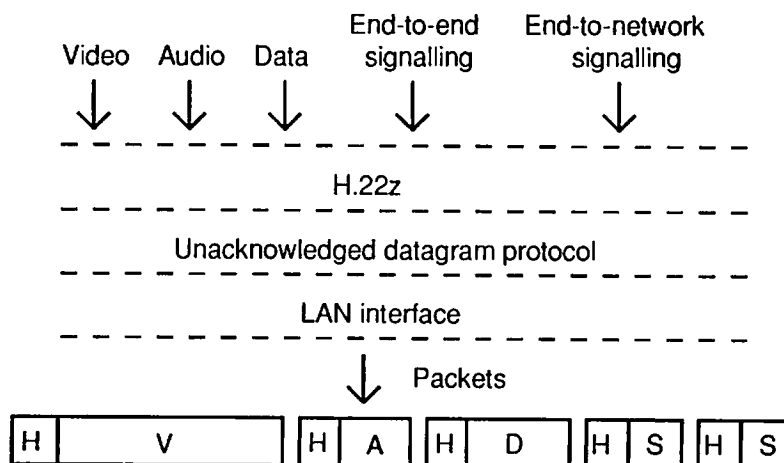 End-to-end End-to-network
Video Audio Data signalling signalling
H.22z
Unacknowledged datagram protocol
LAN interface
Packets
H V H A H D H S H S